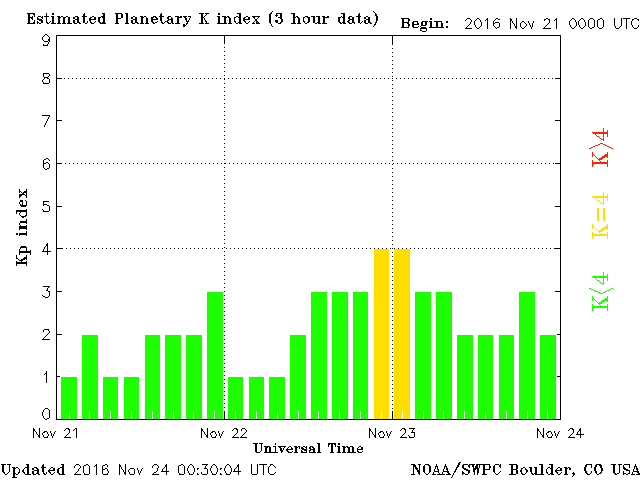 Estimated Planetary K index (3 hour data) Begin: 2016 Nov 21 0000 UTC
9
8
7
6
5
4
3
2
1
0
Kp index
K>4
K=4
K<4
Nov 21 Nov 22 Nov 23 Nov 24
Universal Time
Updated 2016 Nov 24 00:30:04 UTC NOAA/SWPC Boulder, CO USA